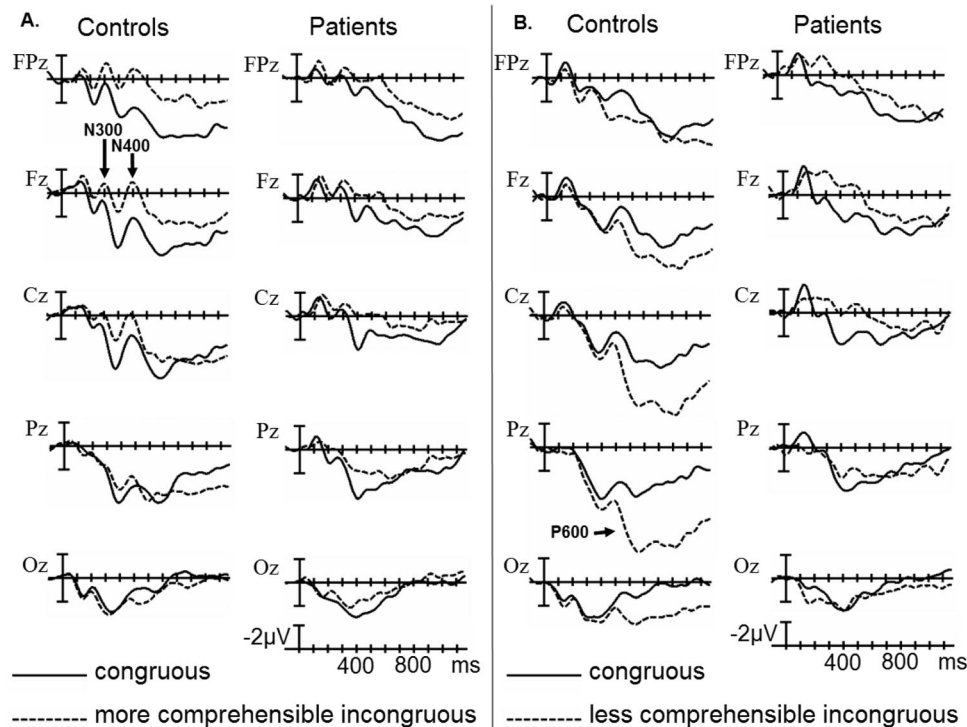 A.
Controls
Patients
FPz
FPz
N300
N400
Fz
Fz
Cz
Cz
Pz
Pz
Oz
Oz
-2µV
400 800 ms
congruous
more comprehensible incongruous
B.
Controls
Patients
FPz
FPz
Fz
Fz
Cz
Cz
Pz
Pz
P600
Oz
Oz
-2µV
400 800 ms
congruous
less comprehensible incongruous